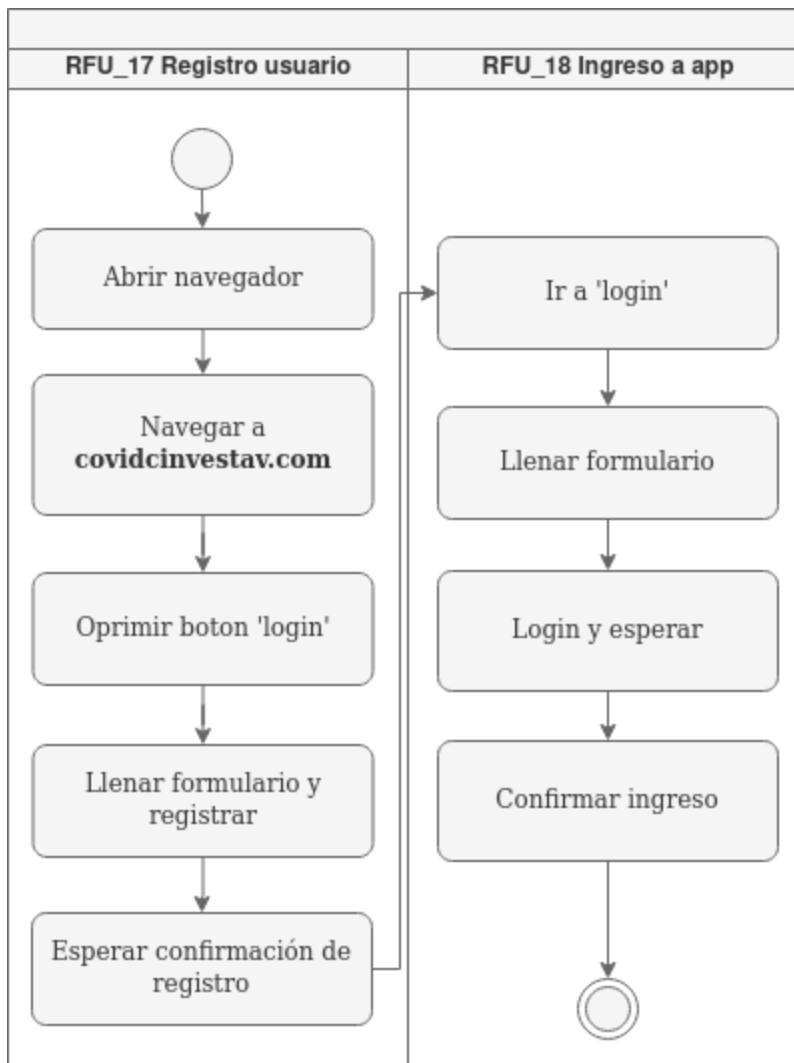 RFU_17 Registro usuario
RFU_18 Ingreso a app
Abrir navegador
Navegar a
covidcinvestav.com
Oprimir boton 'login'
Llenar formulario y
registrar
Esperar confirmación de
registro
Ir a 'login'
Llenar formulario
Login y esperar
Confirmar ingreso